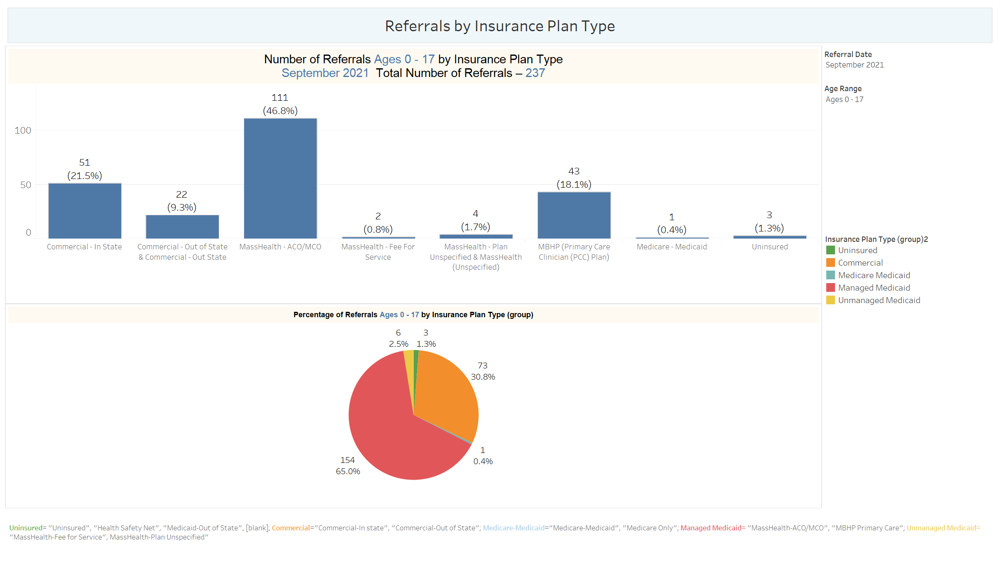 Referrals by Insurance Plan Type
Number of Referrals Ages 0 - 17 by Insurance Plan Type
September 2021 Total Number of Referrals – 237
Referral Date
September 2021
Age Range
Ages 0 - 17
100
50
0
51
(21.5%)
22
(9.3%)
111
(46.8%)
2
(0.8%)
4
(1.7%)
43
(18.1%)
1
(0.4%)
3
(1.3%)
Commercial - In State
Commercial - Out of State
& Commercial - Out State
MassHealth - ACO/MCO
MassHealth - Fee For
Service
MassHealth - Plan
Unspecified & MassHealth
(Unspecified)
MBHP (Primary Care
Clinician (PCC) Plan)
Medicare - Medicaid
Uninsured
Insurance Plan Type (group)2
Uninsured
Commercial
Medicare Medicaid
Managed Medicaid
Unmanaged Medicaid
Percentage of Referrals Ages 0 - 17 by Insurance Plan Type (group)
6
2.5%
3
1.3%
73
30.8%
1
0.4%
154
65.0%
Uninsured= "Uninsured", "Health Safety Net", "Medicaid-Out of State", [blank]; Commercial="Commercial-In state", "Commercial-Out of State"; Medicare-Medicaid="Medicare-Medicaid", "Medicare Only"; Managed Medicaid= "MassHealth-ACO/MCO", "MBHP Primary Care"; Unmanaged Medicaid=
"MassHealth-Fee for Service", MassHealth-Plan Unspecified"